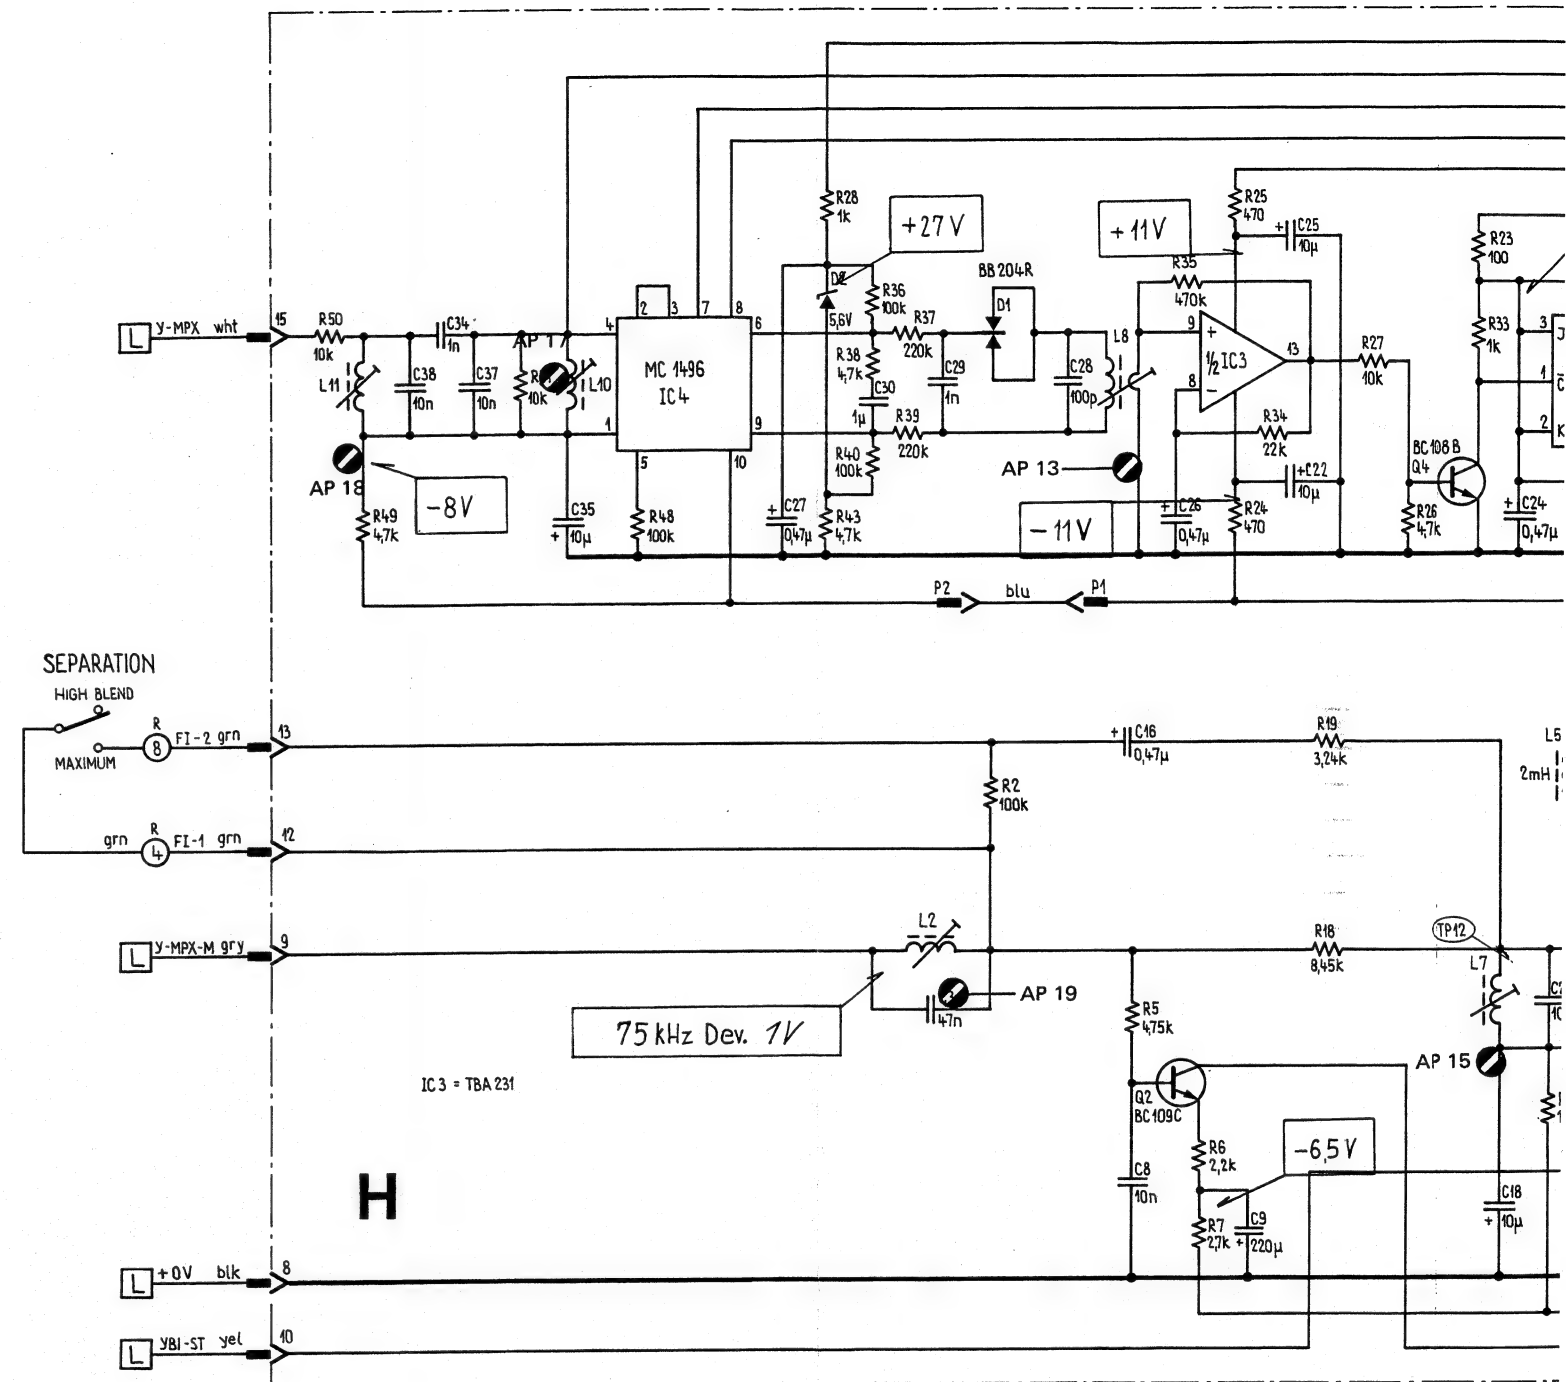 R28
1k
+27V
R25
470
+11V
+
C25
10µ
R23
100
BB204R
D1
R35
470k
D2
5,6V
R36
100k
2
3
7
8
L
Y-MPX wht
15
R50
10k
C34
1n
AP 17
4
6
MC 1496
IC4
R37
220k
L8
9
+
½IC3
13
8
−
R27
10k
R33
1k
3
J
1
C
2
K
L11
C38
10n
C37
10n
10k
L10
R38
4,7k
C30
1µ
C29
1n
C28
100p
1
9
R39
220k
R34
22k
BC108B
Q4
AP 18
-8V
5
10
R40
100k
AP 13
+C22
10µ
R49
4,7k
C35
+ 10µ
R48
100k
+
C27
0,47µ
R43
4,7k
-11V
+
C26
0,47µ
R24
470
R26
4,7k
+
C24
0,47µ
P2
blu
P1
SEPARATION
HIGH BLEND
MAXIMUM
R
8
FI-2 grn
13
+
C16
0,47µ
R19
3,24k
L5
2mH
R2
100k
grn
R
4
FI-1 grn
12
L
Y-MPX-M gry
9
L2
R18
8,45k
TP12
L7
AP 19
47n
75 kHz Dev. 1V
R5
4,75k
AP 15
IC3 = TBA231
Q2
BC109C
-6,5V
R6
2,2k
H
C8
10n
R7
2,7k
C9
+
220µ
C18
+
10µ
L
+0V blk
8
L
YBI-ST yel
10